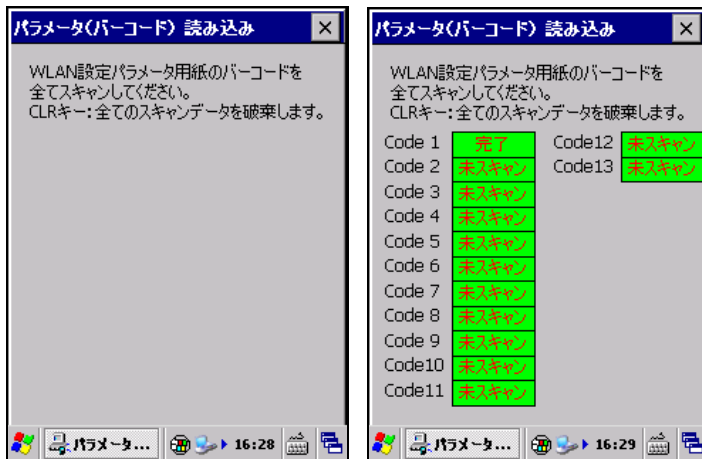 パラメータ(バーコード) 読み込み
WLAN設定パラメータ用紙のバーコードを
全てスキャンしてください。
CLRキー:全てのスキャンデータを破棄します。
パラメータ...
16:28
パラメータ(バーコード) 読み込み
WLAN設定パラメータ用紙のバーコードを
全てスキャンしてください。
CLRキー:全てのスキャンデータを破棄します。
Code 1 完了 Code12 未スキャン
Code 2 未スキャン Code13 未スキャン
Code 3 未スキャン
Code 4 未スキャン
Code 5 未スキャン
Code 6 未スキャン
Code 7 未スキャン
Code 8 未スキャン
Code 9 未スキャン
Code10 未スキャン
Code11 未スキャン
パラメータ...
16:29